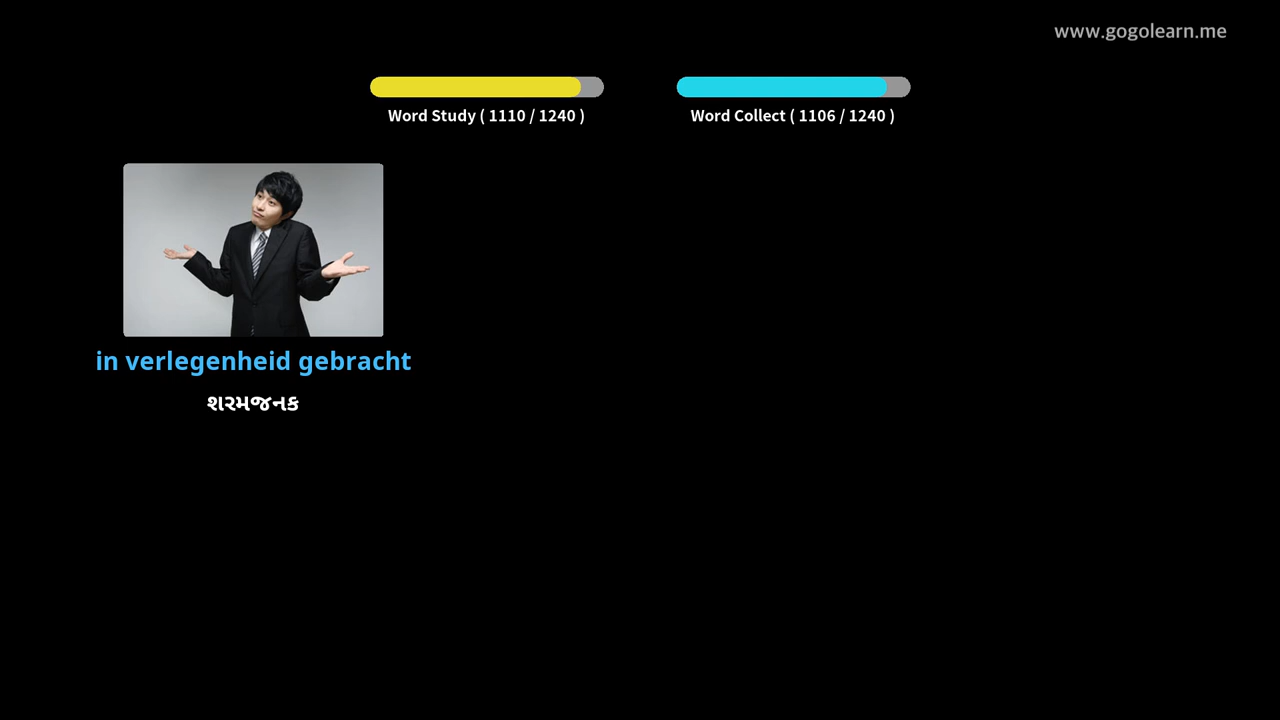 www.gogolearn.me
Word Study ( 1110 / 1240 )
Word Collect ( 1106 / 1240 )
in verlegenheid gebracht
શરમજનક